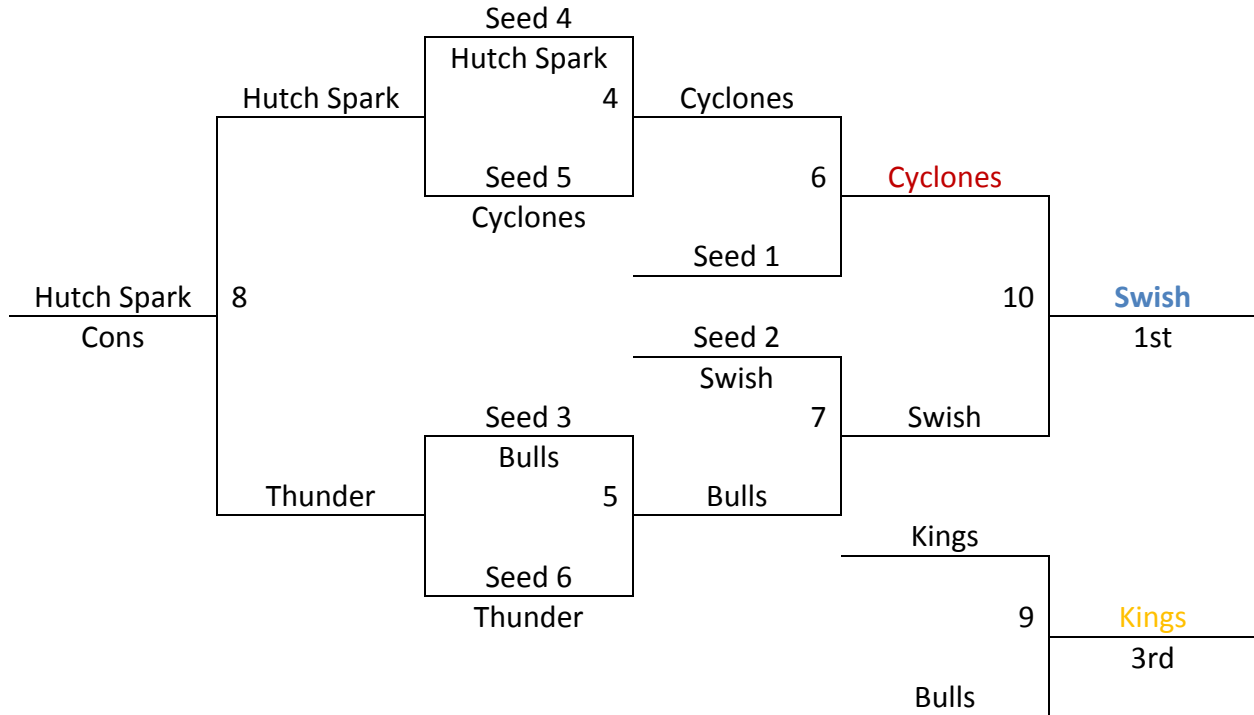 Seed 4
Hutch Spark
Hutch Spark
4
Cyclones
Seed 5
6
Cyclones
Cyclones
Seed 1
Hutch Spark
8
10
Swish
Cons
Seed 2
1st
Swish
Seed 3
7
Swish
Bulls
Thunder
5
Bulls
Kings
Seed 6
Thunder
9
Kings
3rd
Bulls